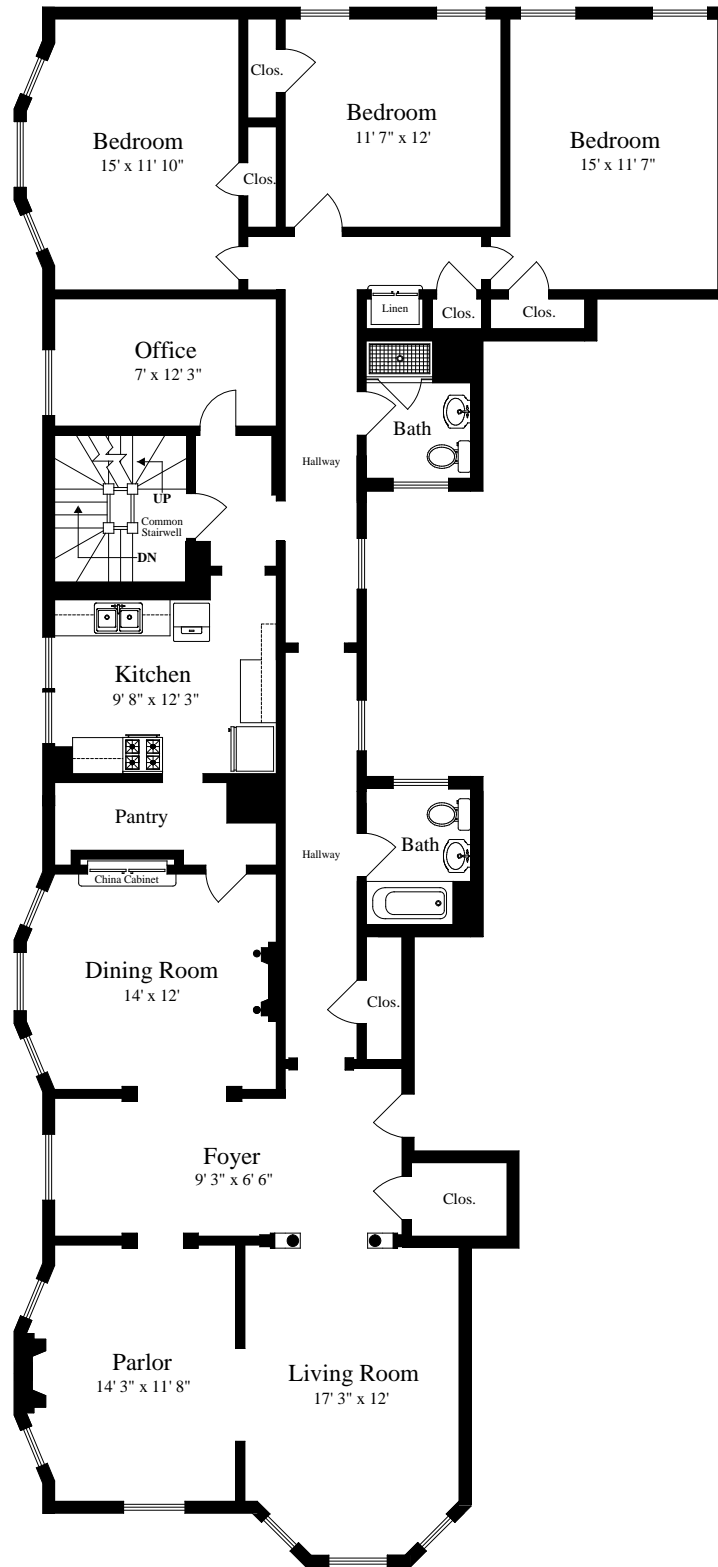 Clos.
Bedroom
11' 7" x 12'
Bedroom
15' x 11' 10"
Bedroom
15' x 11' 7"
Clos.
Linen
Clos.
Clos.
Office
7' x 12' 3"
Bath
Hallway
UP
Common
Stairwell
DN
Kitchen
9' 8" x 12' 3"
Pantry
China Cabinet
Hallway
Bath
Dining Room
14' x 12'
Clos.
Foyer
9' 3" x 6' 6"
Clos.
Parlor
14' 3" x 11' 8"
Living Room
17' 3" x 12'